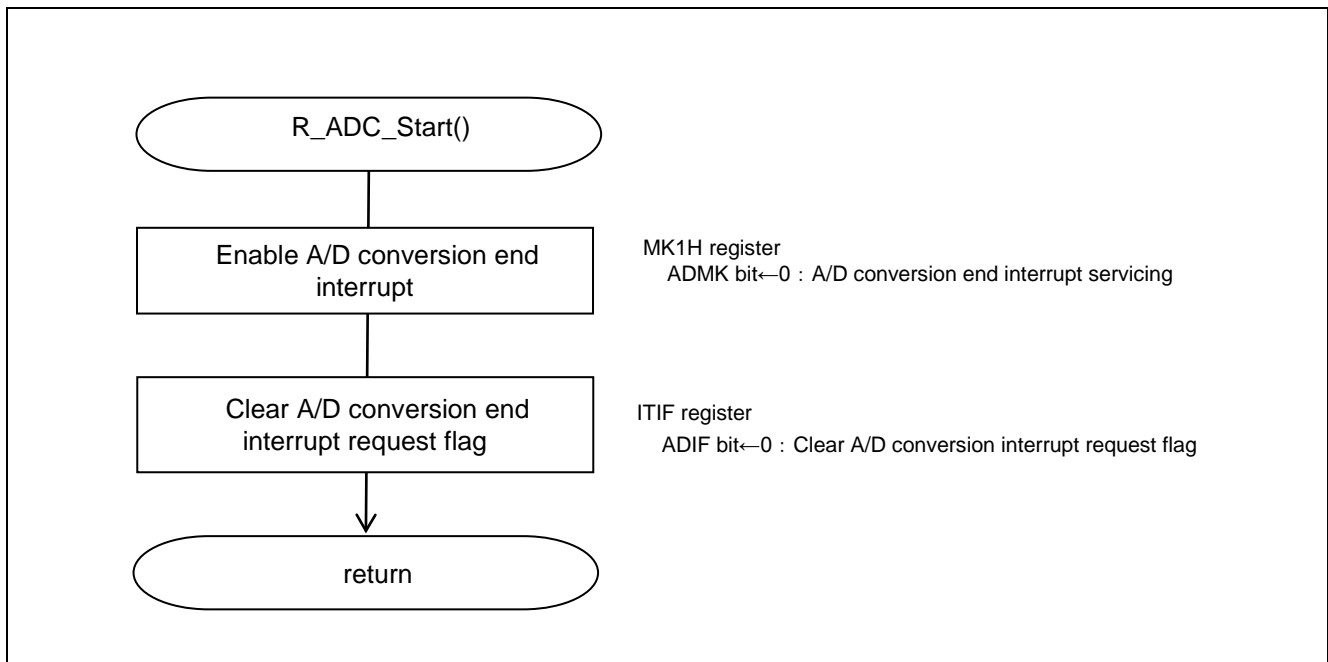 R_ADC_Start()
Enable A/D conversion end
interrupt
MK1H register
ADMK bit←0 : A/D conversion end interrupt servicing
Clear A/D conversion end
interrupt request flag
ITIF register
ADIF bit←0 : Clear A/D conversion interrupt request flag
return